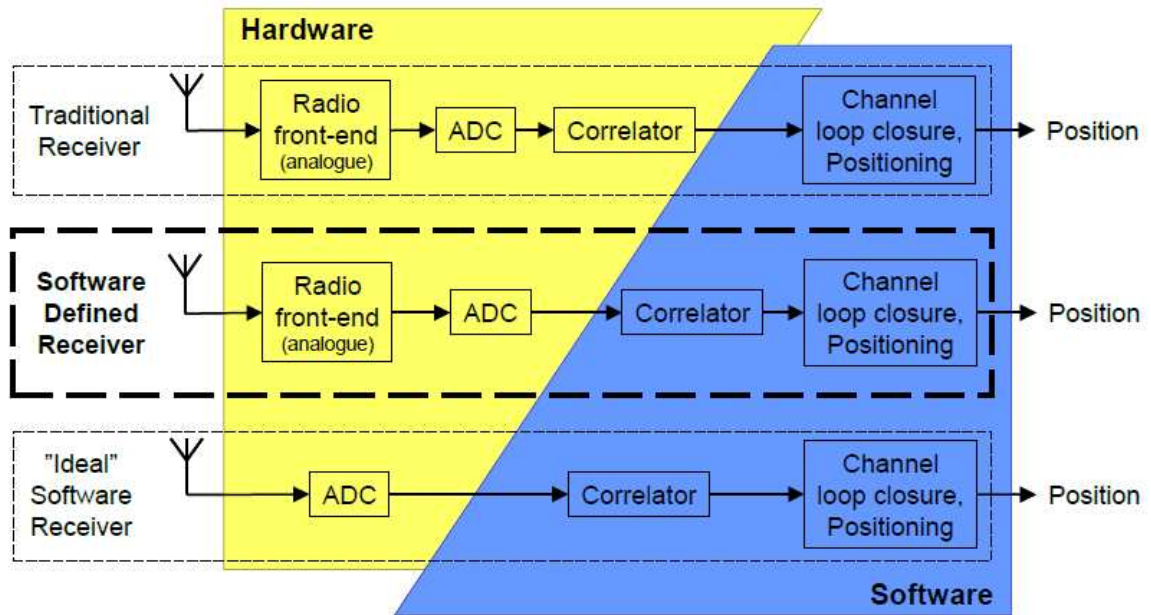 Hardware
Traditional
Receiver
Radio
front-end
(analogue)
ADC
Correlator
Channel
loop closure,
Positioning
Position
Software
Defined
Receiver
Radio
front-end
(analogue)
ADC
Correlator
Channel
loop closure,
Positioning
Position
"Ideal"
Software
Receiver
ADC
Correlator
Channel
loop closure,
Positioning
Position
Software